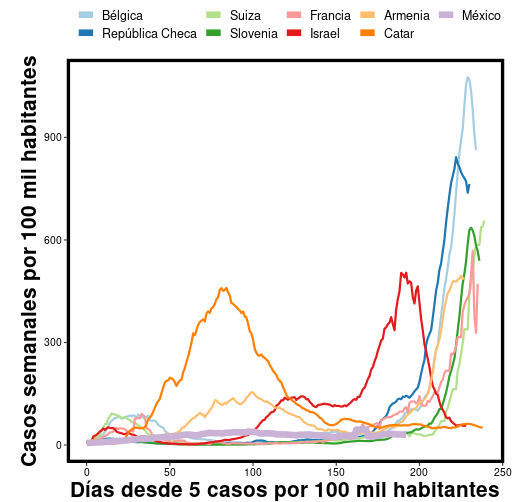 Bélgica Suiza Francia Armenia México
República Checa Slovenia Israel Catar
Casos semanales por 100 mil habitantes
900
600
300
0
0 50 100 150 200 250
Días desde 5 casos por 100 mil habitantes